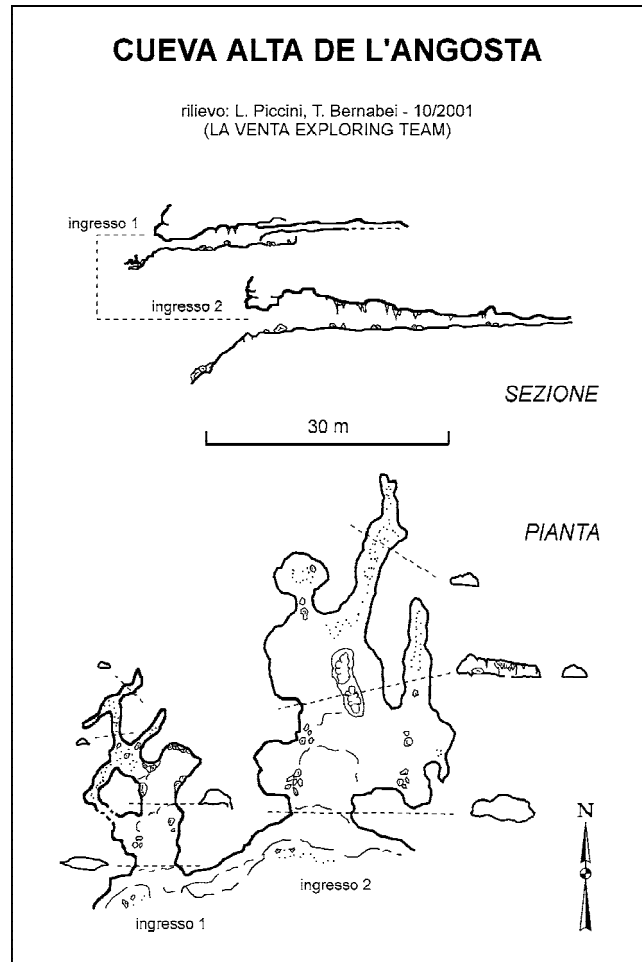 CUEVA ALTA DE L'ANGOSTA
rilievo: L. Piccini, T. Bernabei - 10/2001
(LA VENTA EXPLORING TEAM)
ingresso 1
ingresso 2
SEZIONE
30 m
PIANTA
N
ingresso 2
ingresso 1